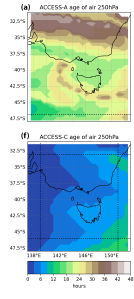 (a) ACCESS-A age of air 250hPa
32.5°S
35°S
37.5°S
40°S
42.5°S
45°S
47.5°S
(f) ACCESS-C age of air 250hPa
32.5°S
35°S
37.5°S
40°S
42.5°S
45°S
47.5°S
138°E 142°E 146°E 150°E
0 6 12 18 24 30 36 42 48
hours